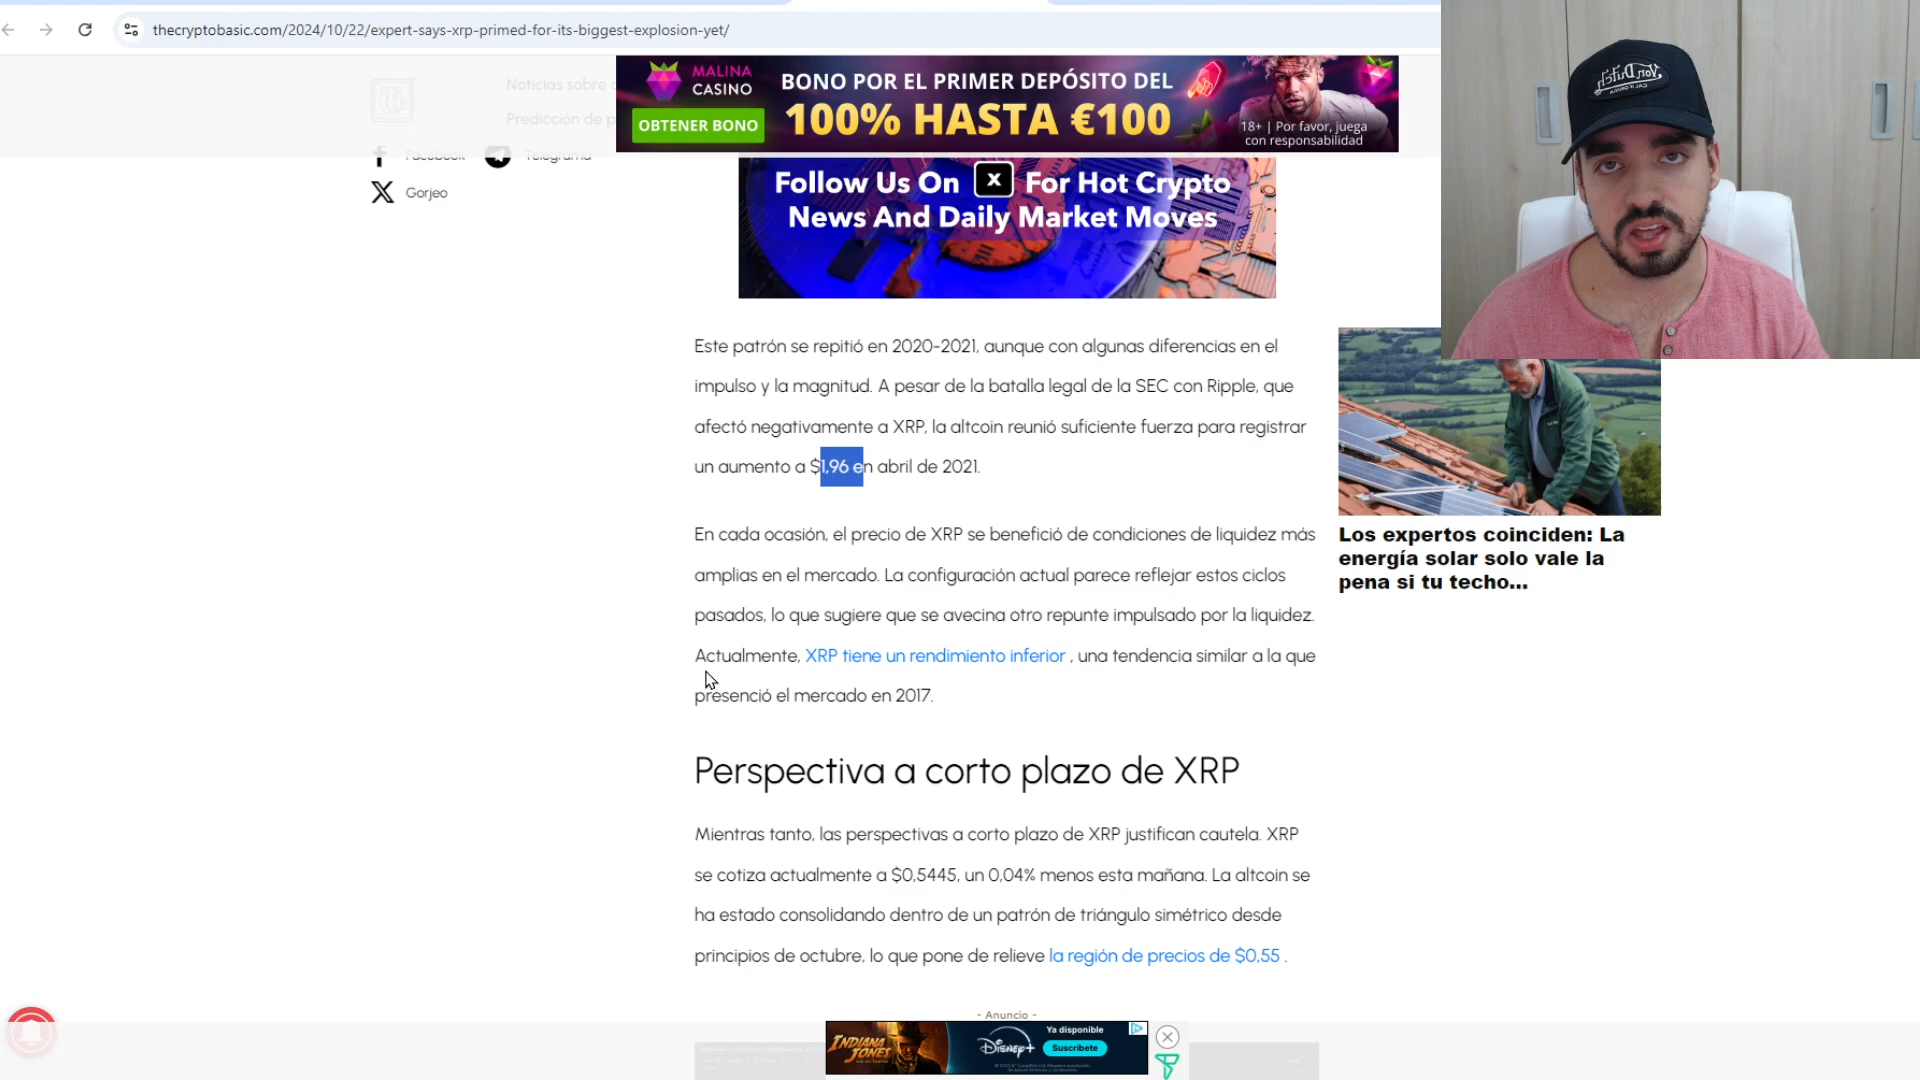 thecryptobasic.com/2024/10/22/expert-says-xrp-primed-for-its-biggest-explosion-yet/
Noticias sobre
Predicción de
Facebook
Telegrama
Gorjeo
MALINA
CASINO
OBTENER BONO
BONO POR EL PRIMER DEPÓSITO DEL
100% HASTA €100
18+ | Por favor, juega
con responsabilidad
Follow Us On X For Hot Crypto
News And Daily Market Moves
Von Dutch
Este patrón se repitió en 2020-2021, aunque con algunas diferencias en el
impulso y la magnitud. A pesar de la batalla legal de la SEC con Ripple, que
afectó negativamente a XRP, la altcoin reunió suficiente fuerza para registrar
un aumento a $1,96 en abril de 2021.
En cada ocasión, el precio de XRP se benefició de condiciones de liquidez más
amplias en el mercado. La configuración actual parece reflejar estos ciclos
pasados, lo que sugiere que se avecina otro repunte impulsado por la liquidez.
Actualmente, XRP tiene un rendimiento inferior , una tendencia similar a la que
presenció el mercado en 2017.
Los expertos coinciden: La
energía solar solo vale la
pena si tu techo...
Perspectiva a corto plazo de XRP
Mientras tanto, las perspectivas a corto plazo de XRP justifican cautela. XRP
se cotiza actualmente a $0,5445, un 0,04% menos esta mañana. La altcoin se
ha estado consolidando dentro de un patrón de triángulo simétrico desde
principios de octubre, lo que pone de relieve la región de precios de $0,55 .
- Anuncio -
INDIANA
JONES
Disney+
Ya disponible
Suscríbete